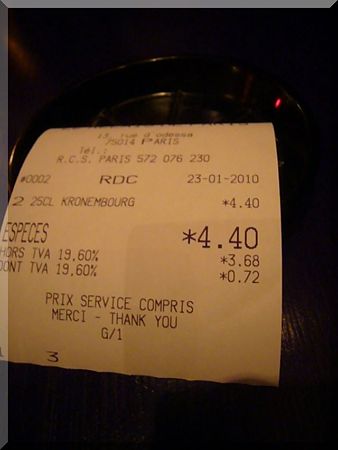 13, rue d'odessa
75014 PARIS
Tél.:
R.C.S. PARIS 572 076 230
#0002 RDC 23-01-2010
2 25CL KRONEMBOURG *4.40
ESPECES *4.40
HORS TVA 19,60% *3.68
DONT TVA 19,60% *0.72
PRIX SERVICE COMPRIS
MERCI - THANK YOU
G/1
3